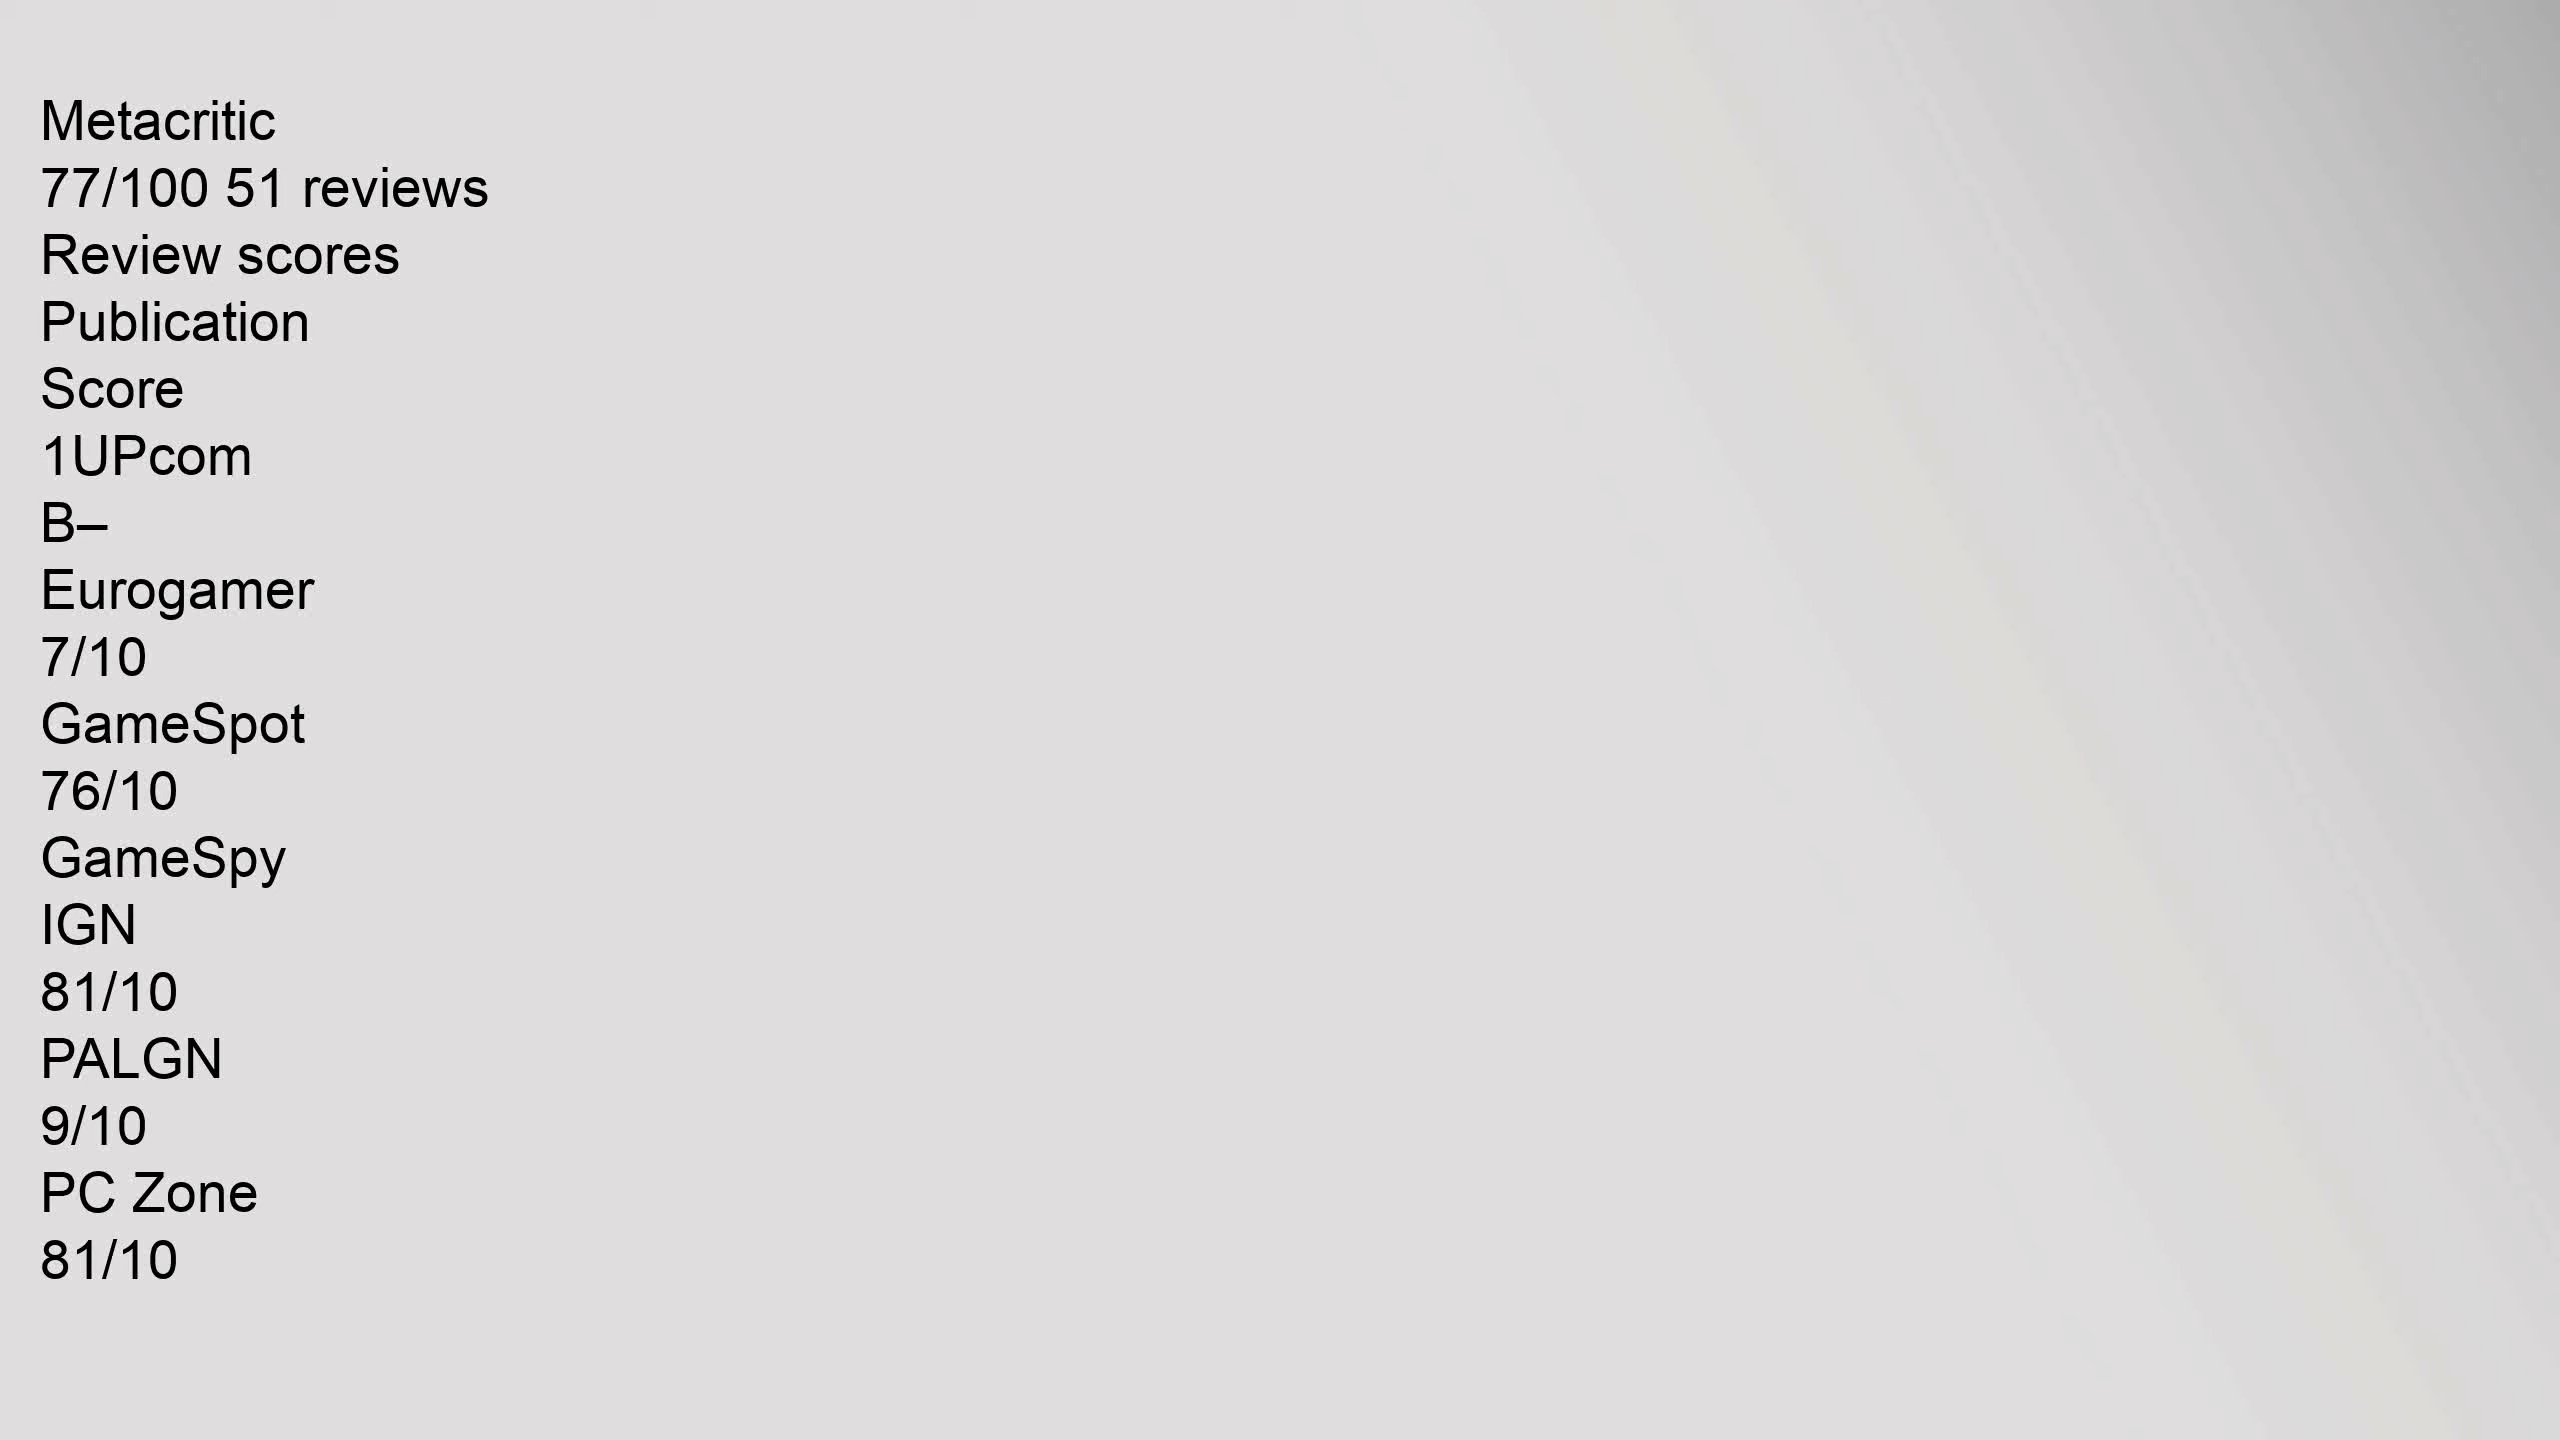 Metacritic
77/100 51 reviews
Review scores
Publication
Score
1UPcom
B–
Eurogamer
7/10
GameSpot
76/10
GameSpy
IGN
81/10
PALGN
9/10
PC Zone
81/10